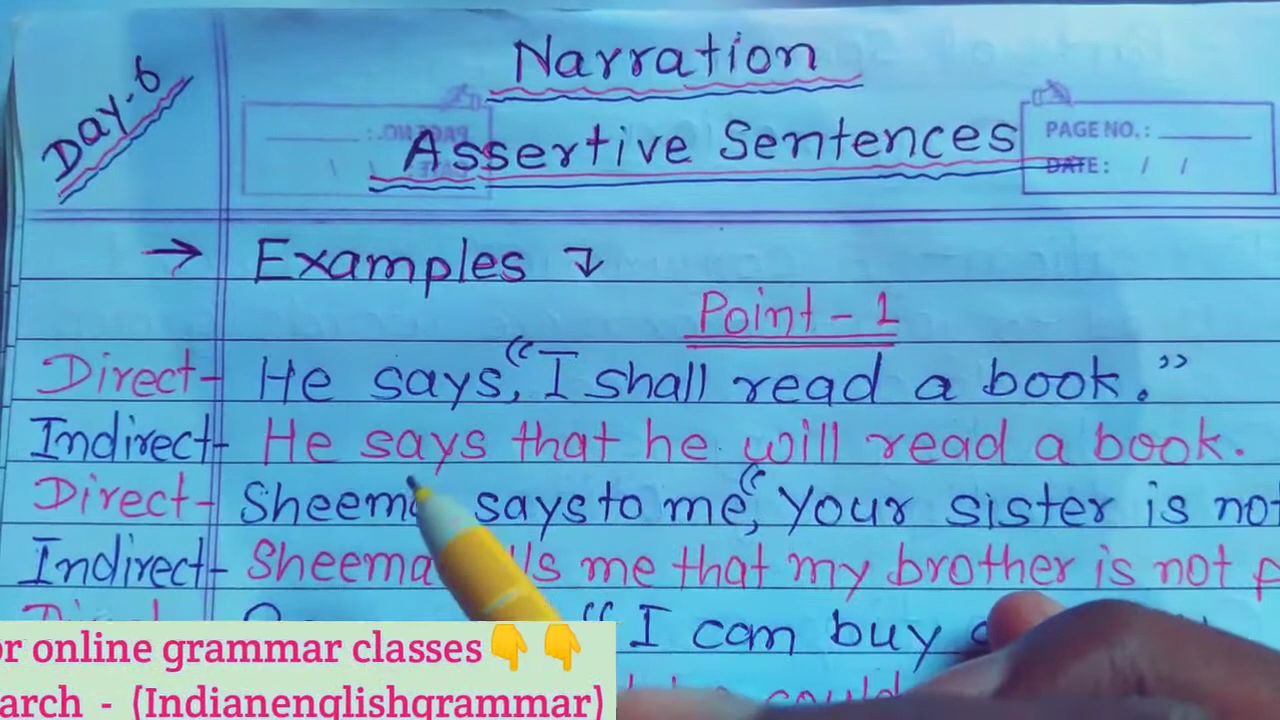 Narration
Day-6
Assertive Sentences
PAGE NO.:
DATE: / /
→ Examples ↴
Point - 1
Direct- He says, “I shall read a book.”
Indirect- He says that he will read a book.
Direct- says to me, “Your sister is not
Indirect- Sheema me that my brother is not
“I can buy
could
or online grammar classes👇👇
arch - (Indianenglishgrammar)